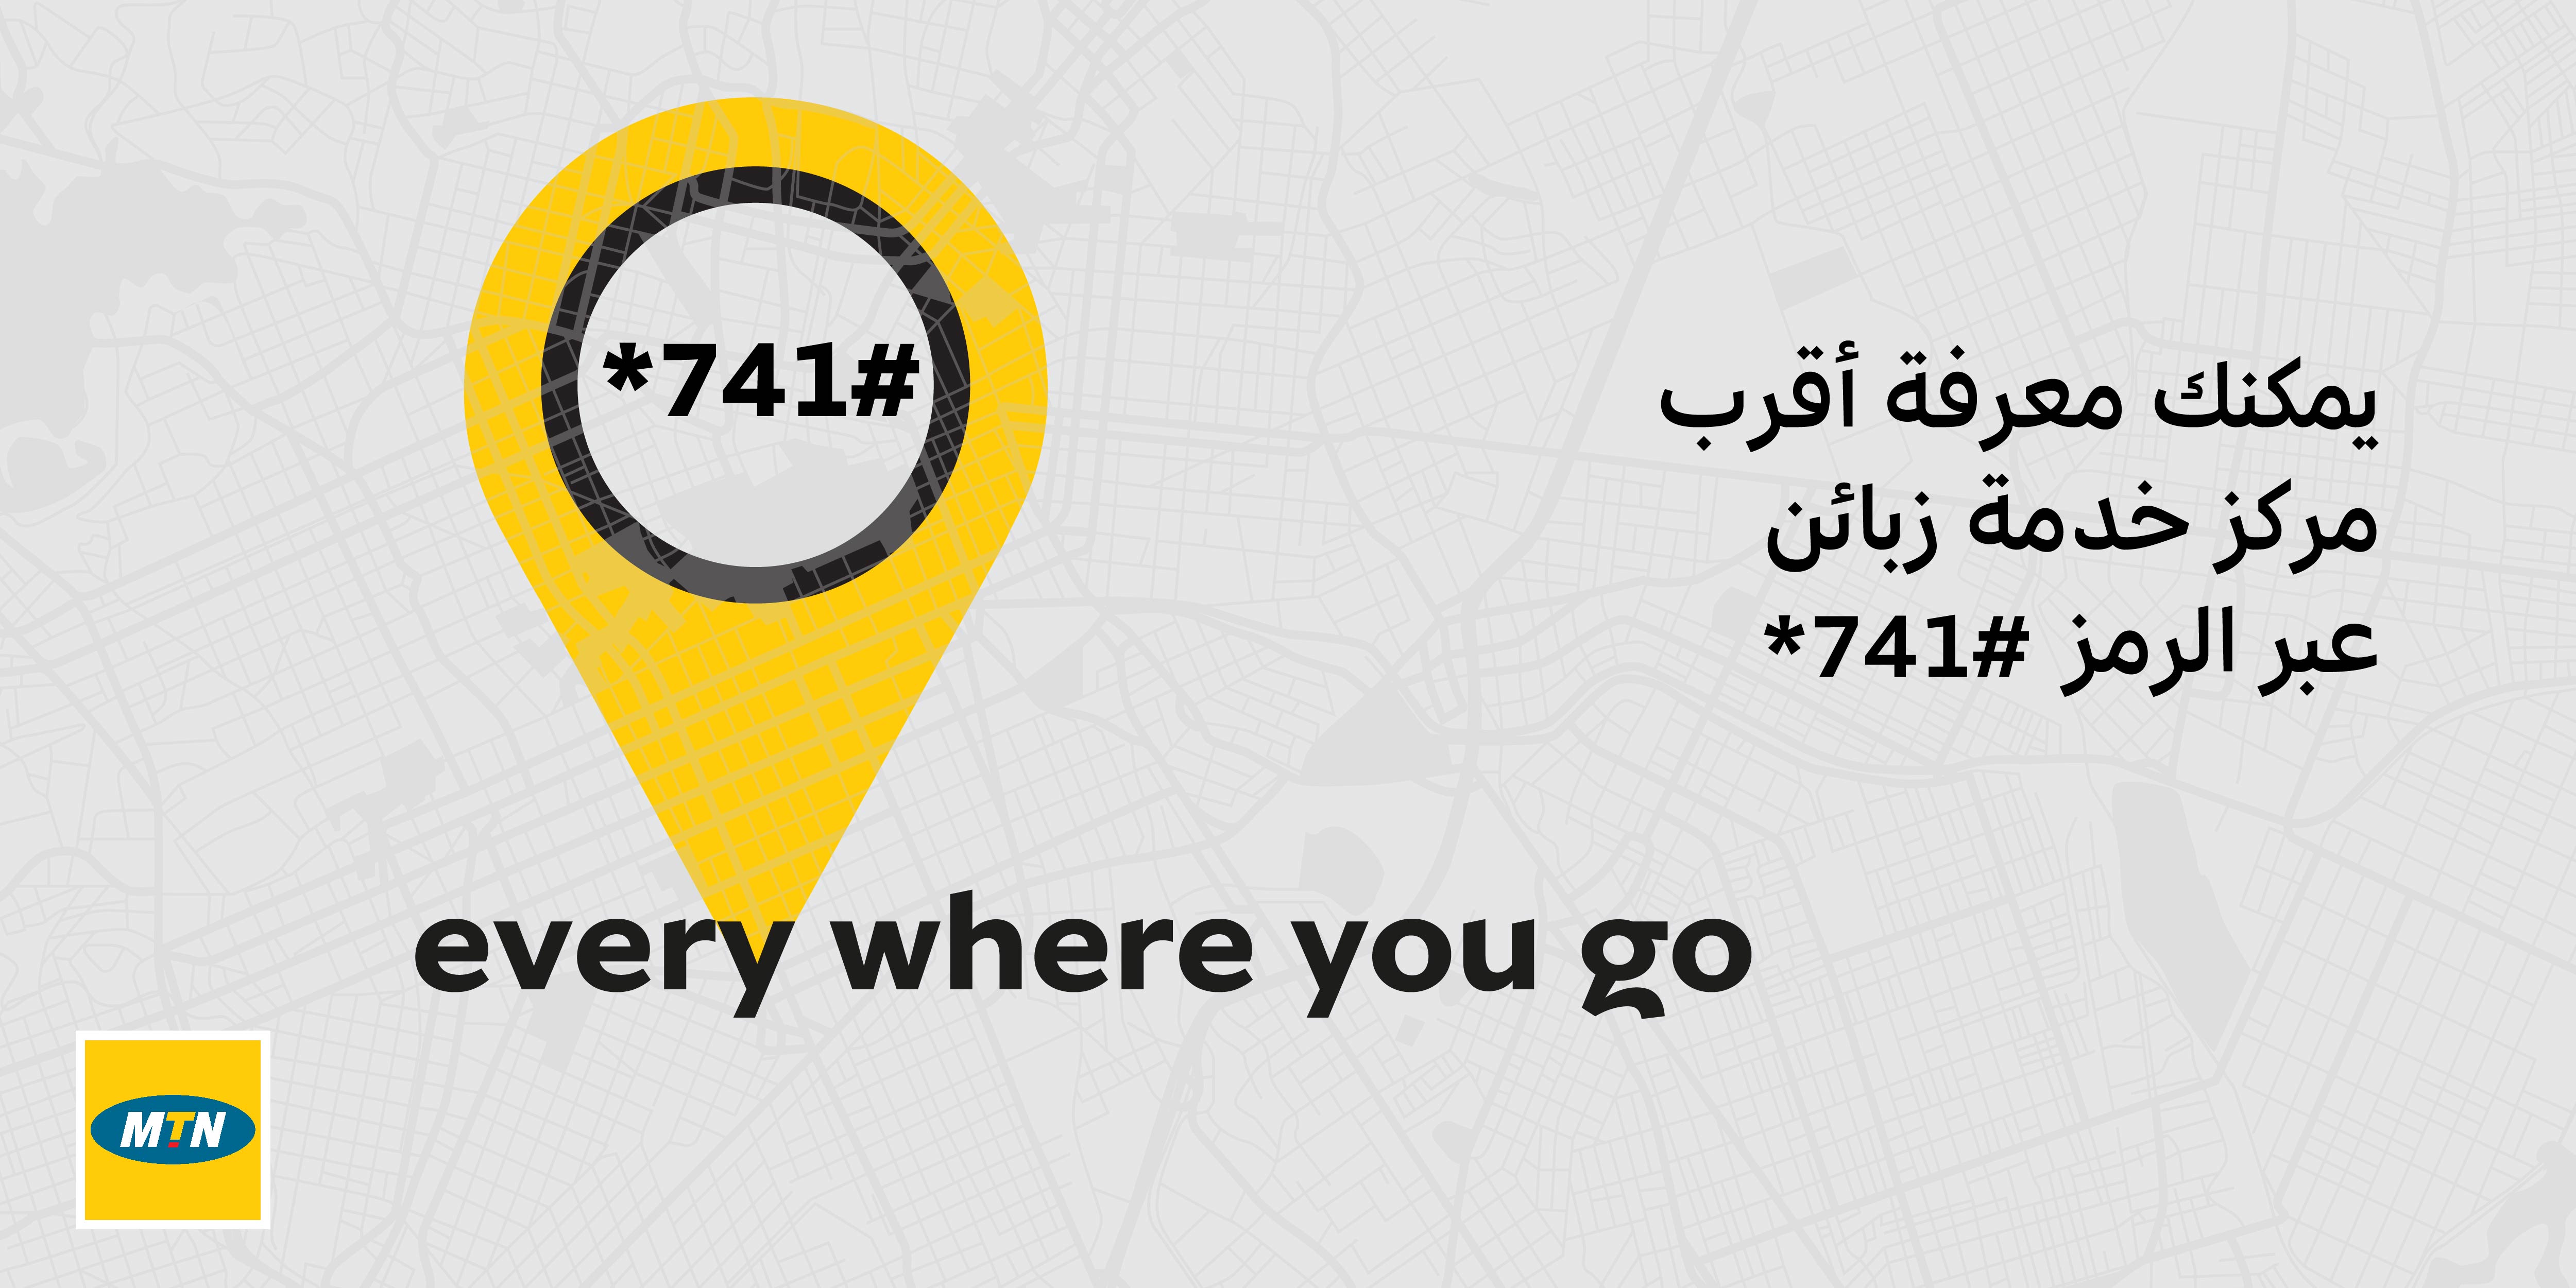 *741#
يمكنك معرفة أقرب
مركز خدمة زبائن
عبر الرمز *741#
every where you go
MTN